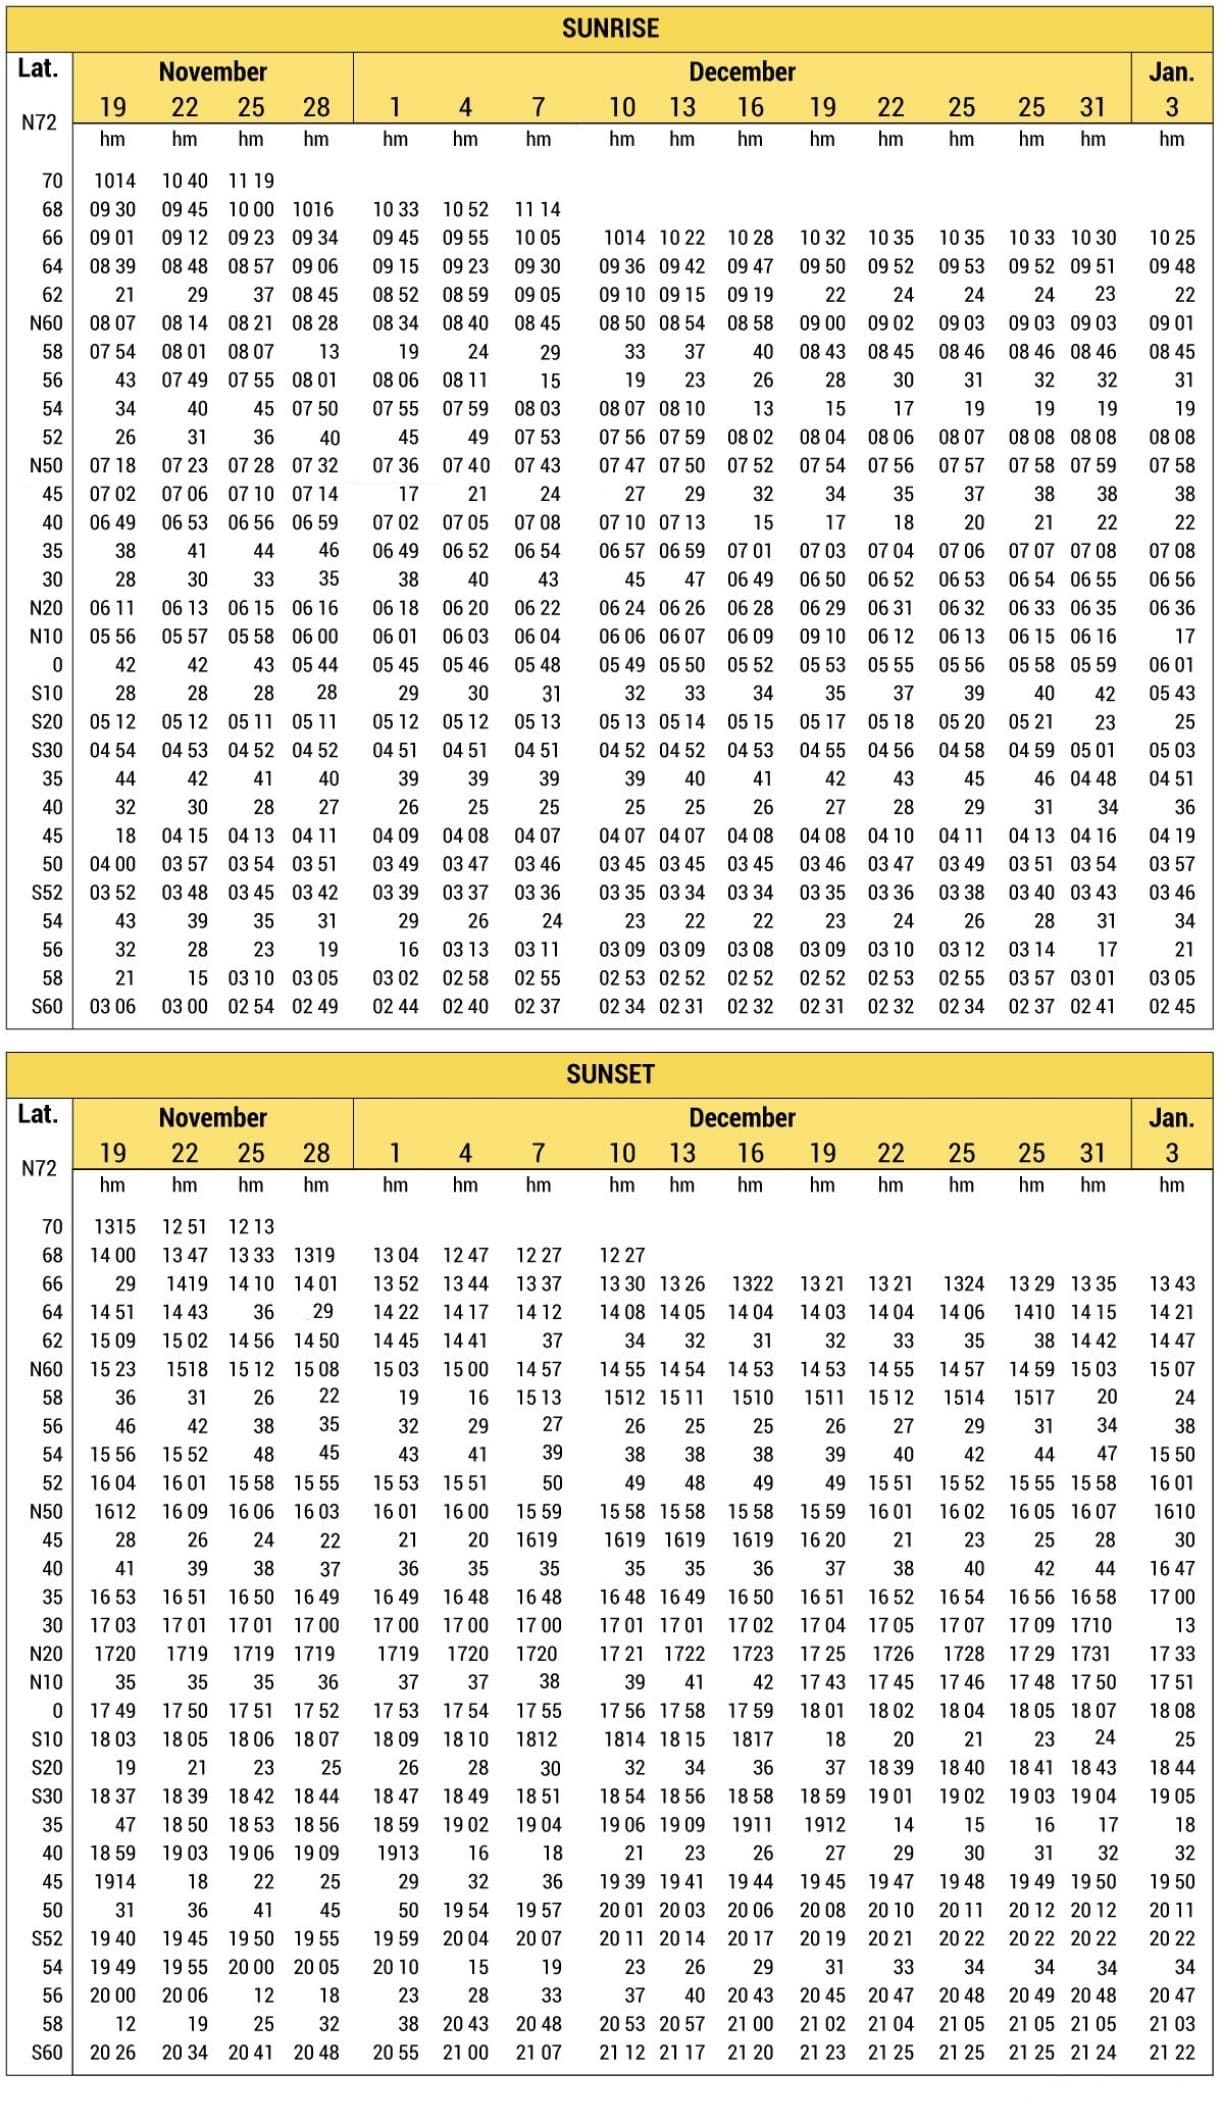 SUNRISE
Lat. November December Jan.
N72 19 22 25 28 1 4 7 10 13 16 19 22 25 25 31 3
hm hm hm hm hm hm hm hm hm hm hm hm hm hm hm hm
70 1014 10 40 11 19
68 09 30 09 45 10 00 1016 10 33 10 52 11 14
66 09 01 09 12 09 23 09 34 09 45 09 55 10 05 1014 10 22 10 28 10 32 10 35 10 35 10 33 10 30 10 25
64 08 39 08 48 08 57 09 06 09 15 09 23 09 30 09 36 09 42 09 47 09 50 09 52 09 53 09 52 09 51 09 48
62 21 29 37 08 45 08 52 08 59 09 05 09 10 09 15 09 19 22 24 24 24 23 22
N60 08 07 08 14 08 21 08 28 08 34 08 40 08 45 08 50 08 54 08 58 09 00 09 02 09 03 09 03 09 03 09 01
58 07 54 08 01 08 07 13 19 24 29 33 37 40 08 43 08 45 08 46 08 46 08 46 08 45
56 43 07 49 07 55 08 01 08 06 08 11 15 19 23 26 28 30 31 32 32 31
54 34 40 45 07 50 07 55 07 59 08 03 08 07 08 10 13 15 17 19 19 19 19
52 26 31 36 40 45 49 07 53 07 56 07 59 08 02 08 04 08 06 08 07 08 08 08 08 08 08
N50 07 18 07 23 07 28 07 32 07 36 07 40 07 43 07 47 07 50 07 52 07 54 07 56 07 57 07 58 07 59 07 58
45 07 02 07 06 07 10 07 14 17 21 24 27 29 32 34 35 37 38 38 38
40 06 49 06 53 06 56 06 59 07 02 07 05 07 08 07 10 07 13 15 17 18 20 21 22 22
35 38 41 44 46 06 49 06 52 06 54 06 57 06 59 07 01 07 03 07 04 07 06 07 07 07 08 07 08
30 28 30 33 35 38 40 43 45 47 06 49 06 50 06 52 06 53 06 54 06 55 06 56
N20 06 11 06 13 06 15 06 16 06 18 06 20 06 22 06 24 06 26 06 28 06 29 06 31 06 32 06 33 06 35 06 36
N10 05 56 05 57 05 58 06 00 06 01 06 03 06 04 06 06 06 07 06 09 09 10 06 12 06 13 06 15 06 16 17
0 42 42 43 05 44 05 45 05 46 05 48 05 49 05 50 05 52 05 53 05 55 05 56 05 58 05 59 06 01
S10 28 28 28 28 29 30 31 32 33 34 35 37 39 40 42 05 43
S20 05 12 05 12 05 11 05 11 05 12 05 12 05 13 05 13 05 14 05 15 05 17 05 18 05 20 05 21 23 25
S30 04 54 04 53 04 52 04 52 04 51 04 51 04 51 04 52 04 52 04 53 04 55 04 56 04 58 04 59 05 01 05 03
35 44 42 41 40 39 39 39 39 40 41 42 43 45 46 04 48 04 51
40 32 30 28 27 26 25 25 25 25 26 27 28 29 31 34 36
45 18 04 15 04 13 04 11 04 09 04 08 04 07 04 07 04 07 04 08 04 08 04 10 04 11 04 13 04 16 04 19
50 04 00 03 57 03 54 03 51 03 49 03 47 03 46 03 45 03 45 03 45 03 46 03 47 03 49 03 51 03 54 03 57
S52 03 52 03 48 03 45 03 42 03 39 03 37 03 36 03 35 03 34 03 34 03 35 03 36 03 38 03 40 03 43 03 46
54 43 39 35 31 29 26 24 23 22 22 23 24 26 28 31 34
56 32 28 23 19 16 03 13 03 11 03 09 03 09 03 08 03 09 03 10 03 12 03 14 17 21
58 21 15 03 10 03 05 03 02 02 58 02 55 02 53 02 52 02 52 02 52 02 53 02 55 03 57 03 01 03 05
S60 03 06 03 00 02 54 02 49 02 44 02 40 02 37 02 34 02 31 02 32 02 31 02 32 02 34 02 37 02 41 02 45
SUNSET
Lat. November December Jan.
N72 19 22 25 28 1 4 7 10 13 16 19 22 25 25 31 3
hm hm hm hm hm hm hm hm hm hm hm hm hm hm hm hm
70 1315 12 51 12 13
68 14 00 13 47 13 33 1319 13 04 12 47 12 27 12 27
66 29 1419 14 10 14 01 13 52 13 44 13 37 13 30 13 26 1322 13 21 13 21 1324 13 29 13 35 13 43
64 14 51 14 43 36 29 14 22 14 17 14 12 14 08 14 05 14 04 14 03 14 04 14 06 1410 14 15 14 21
62 15 09 15 02 14 56 14 50 14 45 14 41 37 34 32 31 32 33 35 38 14 42 14 47
N60 15 23 1518 15 12 15 08 15 03 15 00 14 57 14 55 14 54 14 53 14 53 14 55 14 57 14 59 15 03 15 07
58 36 31 26 22 19 16 15 13 1512 15 11 1510 1511 15 12 1514 1517 20 24
56 46 42 38 35 32 29 27 26 25 25 26 27 29 31 34 38
54 15 56 15 52 48 45 43 41 39 38 38 38 39 40 42 44 47 15 50
52 16 04 16 01 15 58 15 55 15 53 15 51 50 49 48 49 49 15 51 15 52 15 55 15 58 16 01
N50 1612 16 09 16 06 16 03 16 01 16 00 15 59 15 58 15 58 15 58 15 59 16 01 16 02 16 05 16 07 1610
45 28 26 24 22 21 20 1619 1619 1619 1619 16 20 21 23 25 28 30
40 41 39 38 37 36 35 35 35 35 36 37 38 40 42 44 16 47
35 16 53 16 51 16 50 16 49 16 49 16 48 16 48 16 48 16 49 16 50 16 51 16 52 16 54 16 56 16 58 17 00
30 17 03 17 01 17 01 17 00 17 00 17 00 17 00 17 01 17 01 17 02 17 04 17 05 17 07 17 09 1710 13
N20 1720 1719 1719 1719 1719 1720 1720 17 21 1722 1723 17 25 1726 1728 17 29 1731 17 33
N10 35 35 35 36 37 37 38 39 41 42 17 43 17 45 17 46 17 48 17 50 17 51
0 17 49 17 50 17 51 17 52 17 53 17 54 17 55 17 56 17 58 17 59 18 01 18 02 18 04 18 05 18 07 18 08
S10 18 03 18 05 18 06 18 07 18 09 18 10 1812 1814 18 15 1817 18 20 21 23 24 25
S20 19 21 23 25 26 28 30 32 34 36 37 18 39 18 40 18 41 18 43 18 44
S30 18 37 18 39 18 42 18 44 18 47 18 49 18 51 18 54 18 56 18 58 18 59 19 01 19 02 19 03 19 04 19 05
35 47 18 50 18 53 18 56 18 59 19 02 19 04 19 06 19 09 1911 1912 14 15 16 17 18
40 18 59 19 03 19 06 19 09 1913 16 18 21 23 26 27 29 30 31 32 32
45 1914 18 22 25 29 32 36 19 39 19 41 19 44 19 45 19 47 19 48 19 49 19 50 19 50
50 31 36 41 45 50 19 54 19 57 20 01 20 03 20 06 20 08 20 10 20 11 20 12 20 12 20 11
S52 19 40 19 45 19 50 19 55 19 59 20 04 20 07 20 11 20 14 20 17 20 19 20 21 20 22 20 22 20 22 20 22
54 19 49 19 55 20 00 20 05 20 10 15 19 23 26 29 31 33 34 34 34 34
56 20 00 20 06 12 18 23 28 33 37 40 20 43 20 45 20 47 20 48 20 49 20 48 20 47
58 12 19 25 32 38 20 43 20 48 20 53 20 57 21 00 21 02 21 04 21 05 21 05 21 05 21 03
S60 20 26 20 34 20 41 20 48 20 55 21 00 21 07 21 12 21 17 21 20 21 23 21 25 21 25 21 25 21 24 21 22